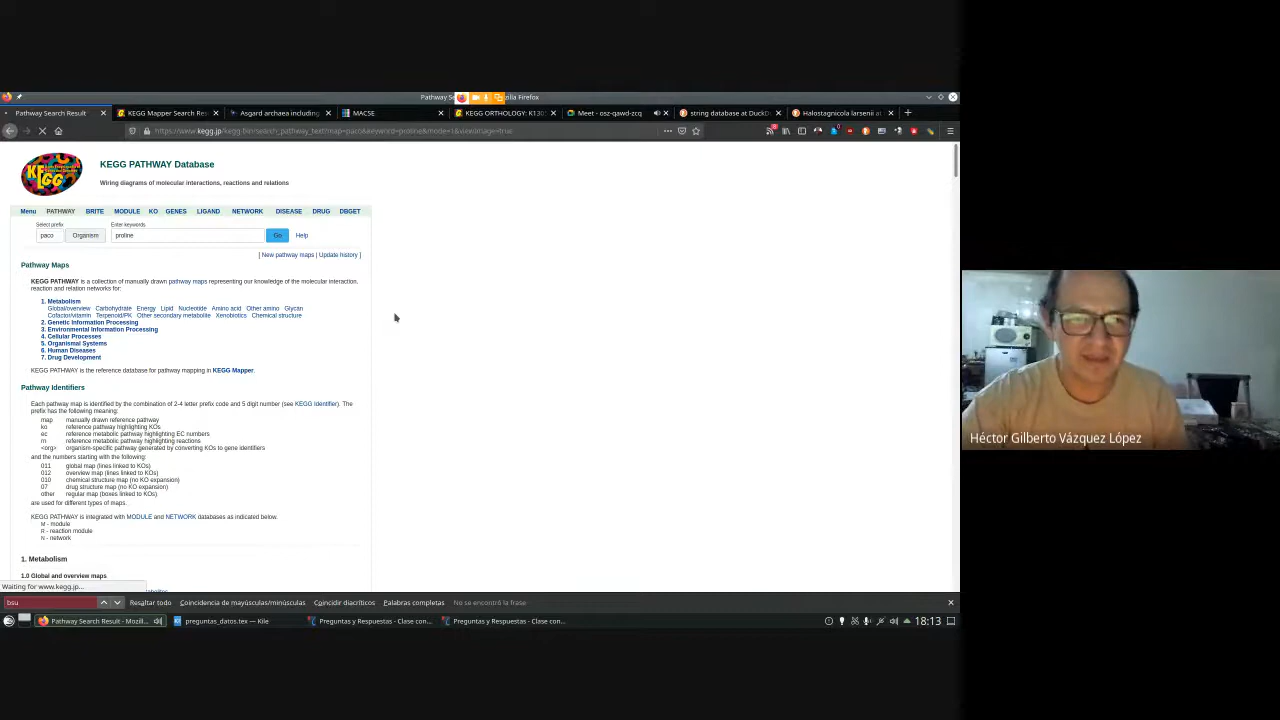 Pathway Se
zilla Firefox
Pathway Search Result
KEGG Mapper Search Res
Asgard archaea including
MACSE
KEGG ORTHOLOGY: K130
Meet - osz-qawd-zcq
string database at DuckD
Halostagnicola larsenii at
KEGG
KEGG PATHWAY Database
Wiring diagrams of molecular interactions, reactions and relations
Menu PATHWAY BRITE MODULE KO GENES LIGAND NETWORK DISEASE DRUG DBGET
Select prefix
Enter keywords
paco
Organism
proline
Go
Help
[ New pathway maps | Update history ]
Pathway Maps
KEGG PATHWAY is a collection of manually drawn pathway maps representing our knowledge of the molecular interaction,
reaction and relation networks for:
1. Metabolism
Global/overview Carbohydrate Energy Lipid Nucleotide Amino acid Other amino Glycan
Cofactor/vitamin Terpenoid/PK Other secondary metabolite Xenobiotics Chemical structure
2. Genetic Information Processing
3. Environmental Information Processing
4. Cellular Processes
5. Organismal Systems
6. Human Diseases
7. Drug Development
KEGG PATHWAY is the reference database for pathway mapping in KEGG Mapper.
Pathway Identifiers
Each pathway map is identified by the combination of 2-4 letter prefix code and 5 digit number (see KEGG Identifier). The
prefix has the following meaning:
map manually drawn reference pathway
ko reference pathway highlighting KOs
ec reference metabolic pathway highlighting EC numbers
rn reference metabolic pathway highlighting reactions
<org> organism-specific pathway generated by converting KOs to gene identifiers
and the numbers starting with the following:
011 global map (lines linked to KOs)
012 overview map (lines linked to KOs)
010 chemical structure map (no KO expansion)
07 drug structure map (no KO expansion)
other regular map (boxes linked to KOs)
are used for different types of maps.
KEGG PATHWAY is integrated with MODULE and NETWORK databases as indicated below.
M - module
R - reaction module
N - network
1. Metabolism
1.0 Global and overview maps
Waiting for www.kegg.jp...
bsu
Resaltar todo
Coincidencia de mayúsculas/minúsculas
Coincidir diacríticos
Palabras completas
No se encontró la frase
Pathway Search Result - Mozil...
preguntas_datos.tex — Kile
Preguntas y Respuestas - Clase con...
Preguntas y Respuestas - Clase con...
18:13
Héctor Gilberto Vázquez López